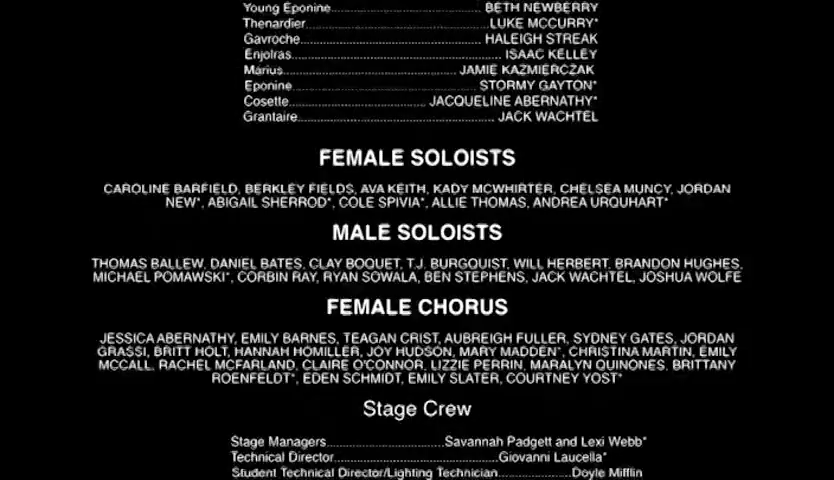 Young Eponine........................................ BETH NEWBERRY
Thenardier........................................LUKE MCCURRY*
Gavroche........................................ HALEIGH STREAK
Enjolras........................................ ISAAC KELLEY
Marius........................................ JAMIE KAZMIERCZAK
Eponine........................................ STORMY GAYTON*
Cosette........................................ JACQUELINE ABERNATHY*
Grantaire........................................ JACK WACHTEL
FEMALE SOLOISTS
CAROLINE BARFIELD, BERKLEY FIELDS, AVA KEITH, KADY MCWHIRTER, CHELSEA MUNCY, JORDAN
NEW*, ABIGAIL SHERROD*, COLE SPIVIA*, ALLIE THOMAS, ANDREA URQUHART*
MALE SOLOISTS
THOMAS BALLEW, DANIEL BATES, CLAY BOQUET, T.J. BURGQUIST, WILL HERBERT, BRANDON HUGHES,
MICHAEL POMAWSKI*, CORBIN RAY, RYAN SOWALA, BEN STEPHENS, JACK WACHTEL, JOSHUA WOLFE
FEMALE CHORUS
JESSICA ABERNATHY, EMILY BARNES, TEAGAN CRIST, AUBREIGH FULLER, SYDNEY GATES, JORDAN
GRASSI, BRITT HOLT, HANNAH HOMILLER, JOY HUDSON, MARY MADDEN*, CHRISTINA MARTIN, EMILY
MCCALL, RACHEL MCFARLAND, CLAIRE O'CONNOR, LIZZIE PERRIN, MARALYN QUINONES, BRITTANY
ROENFELDT*, EDEN SCHMIDT, EMILY SLATER, COURTNEY YOST*
Stage Crew
Stage Managers..............................Savannah Padgett and Lexi Webb*
Technical Director........................................Giovanni Laucella*
Student Technical Director/Lighting Technician....................Doyle Mifflin